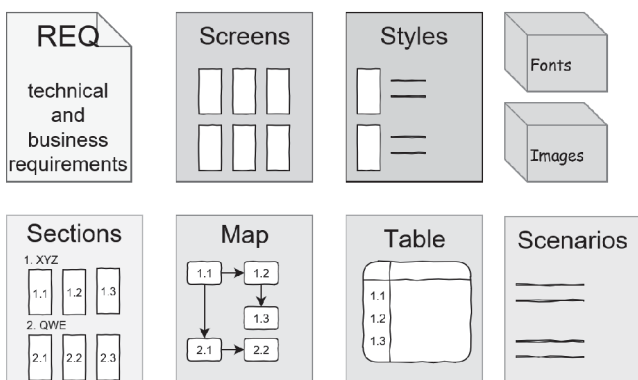 REQ
technical
and
business
requirements
Screens
Styles
Fonts
Images
Sections
1. XYZ
1.1 1.2 1.3
2. QWE
2.1 2.2 2.3
Map
1.1 1.2
1.3
2.1 2.2
Table
1.1
1.2
1.3
Scenarios